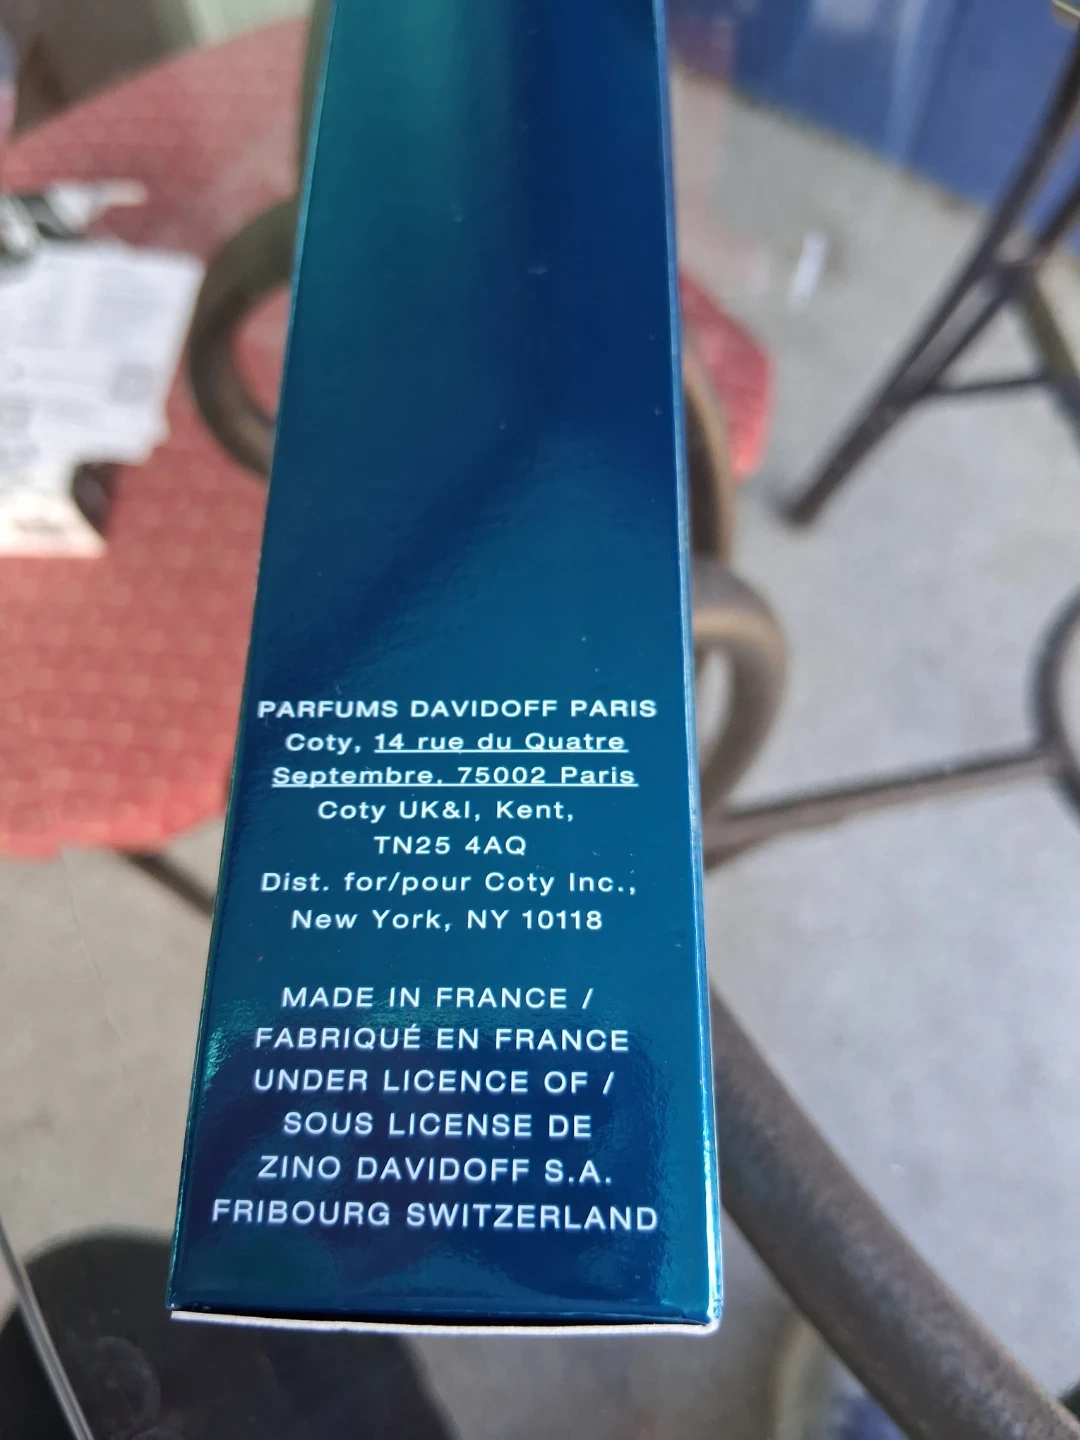 PARFUMS DAVIDOFF PARIS
Coty, 14 rue du Quatre
Septembre, 75002 Paris
Coty UK&I, Kent,
TN25 4AQ
Dist. for/pour Coty Inc.,
New York, NY 10118
MADE IN FRANCE /
FABRIQUÉ EN FRANCE
UNDER LICENCE OF /
SOUS LICENSE DE
ZINO DAVIDOFF S.A.
FRIBOURG SWITZERLAND